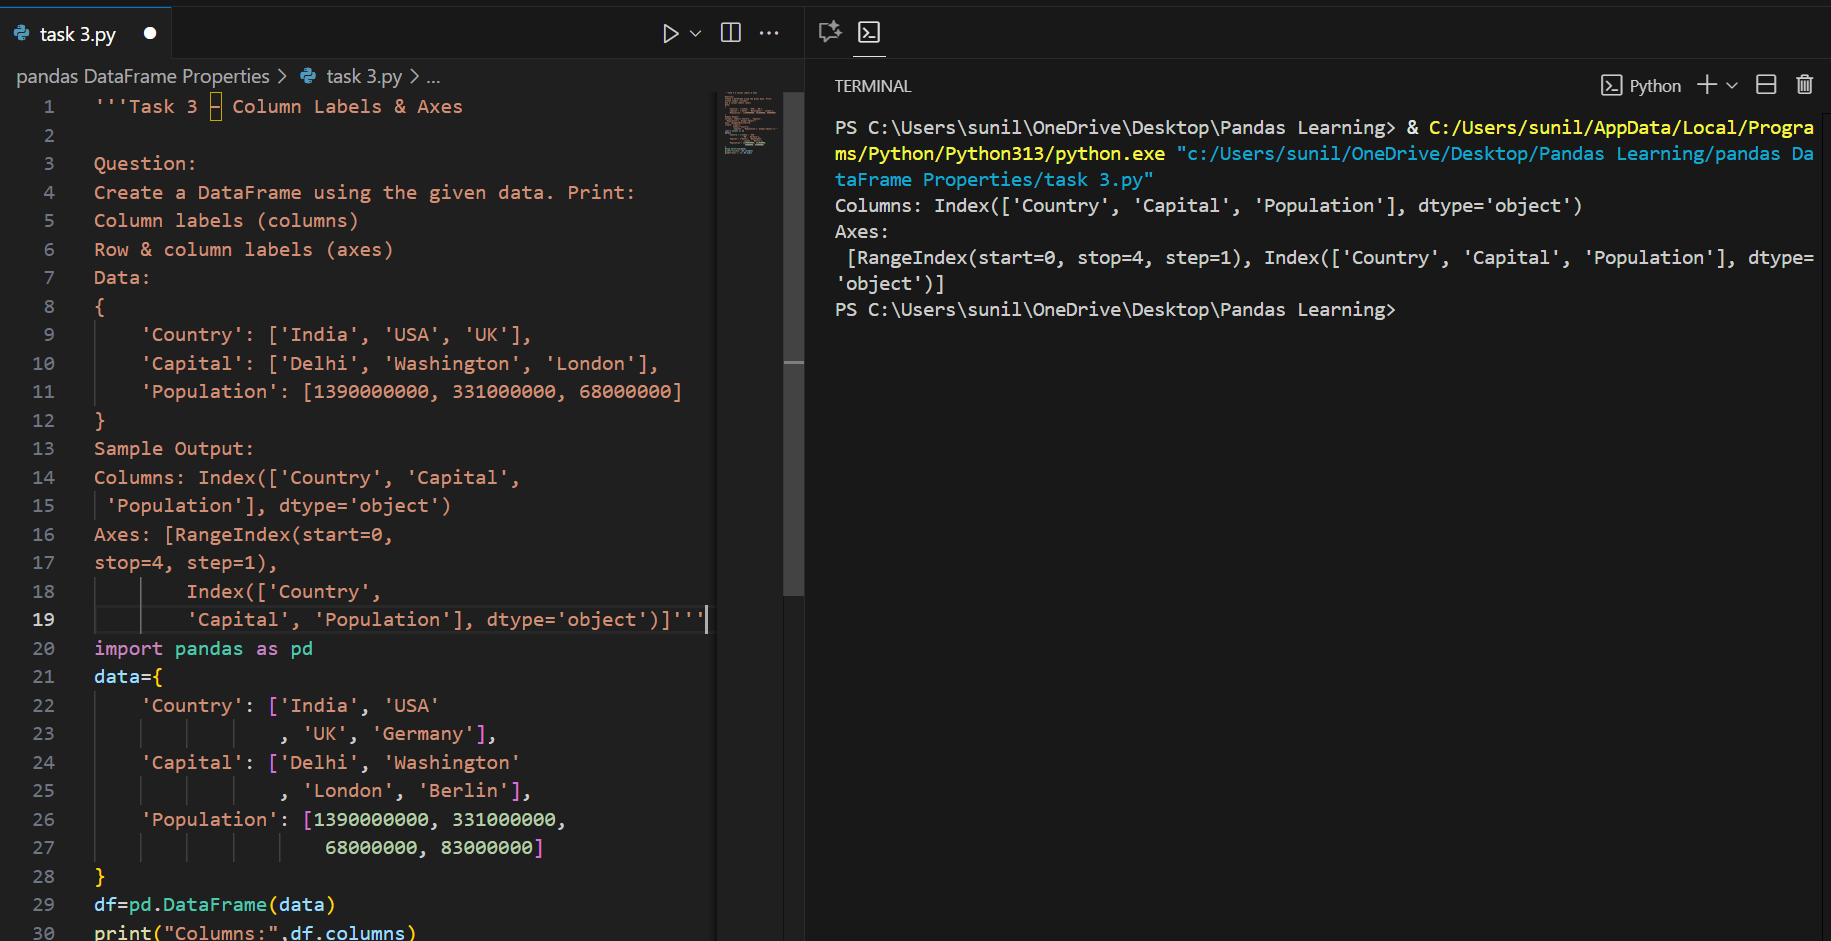 task 3.py
pandas DataFrame Properties > task 3.py > ...
1 '''Task 3 – Column Labels & Axes
2
3 Question:
4 Create a DataFrame using the given data. Print:
5 Column labels (columns)
6 Row & column labels (axes)
7 Data:
8 {
9     'Country': ['India', 'USA', 'UK'],
10     'Capital': ['Delhi', 'Washington', 'London'],
11     'Population': [1390000000, 331000000, 68000000]
12 }
13 Sample Output:
14 Columns: Index(['Country', 'Capital',
15  'Population'], dtype='object')
16 Axes: [RangeIndex(start=0,
17 stop=4, step=1),
18         Index(['Country',
19         'Capital', 'Population'], dtype='object')]'''
20 import pandas as pd
21 data={
22     'Country': ['India', 'USA'
23                 , 'UK', 'Germany'],
24     'Capital': ['Delhi', 'Washington'
25                 , 'London', 'Berlin'],
26     'Population': [1390000000, 331000000,
27                     68000000, 83000000]
28 }
29 df=pd.DataFrame(data)
30 print("Columns:",df.columns)
TERMINAL
Python
PS C:\Users\sunil\OneDrive\Desktop\Pandas Learning> & C:/Users/sunil/AppData/Local/Progra
ms/Python/Python313/python.exe "c:/Users/sunil/OneDrive/Desktop/Pandas Learning/pandas Da
taFrame Properties/task 3.py"
Columns: Index(['Country', 'Capital', 'Population'], dtype='object')
Axes:
 [RangeIndex(start=0, stop=4, step=1), Index(['Country', 'Capital', 'Population'], dtype=
'object')]
PS C:\Users\sunil\OneDrive\Desktop\Pandas Learning>